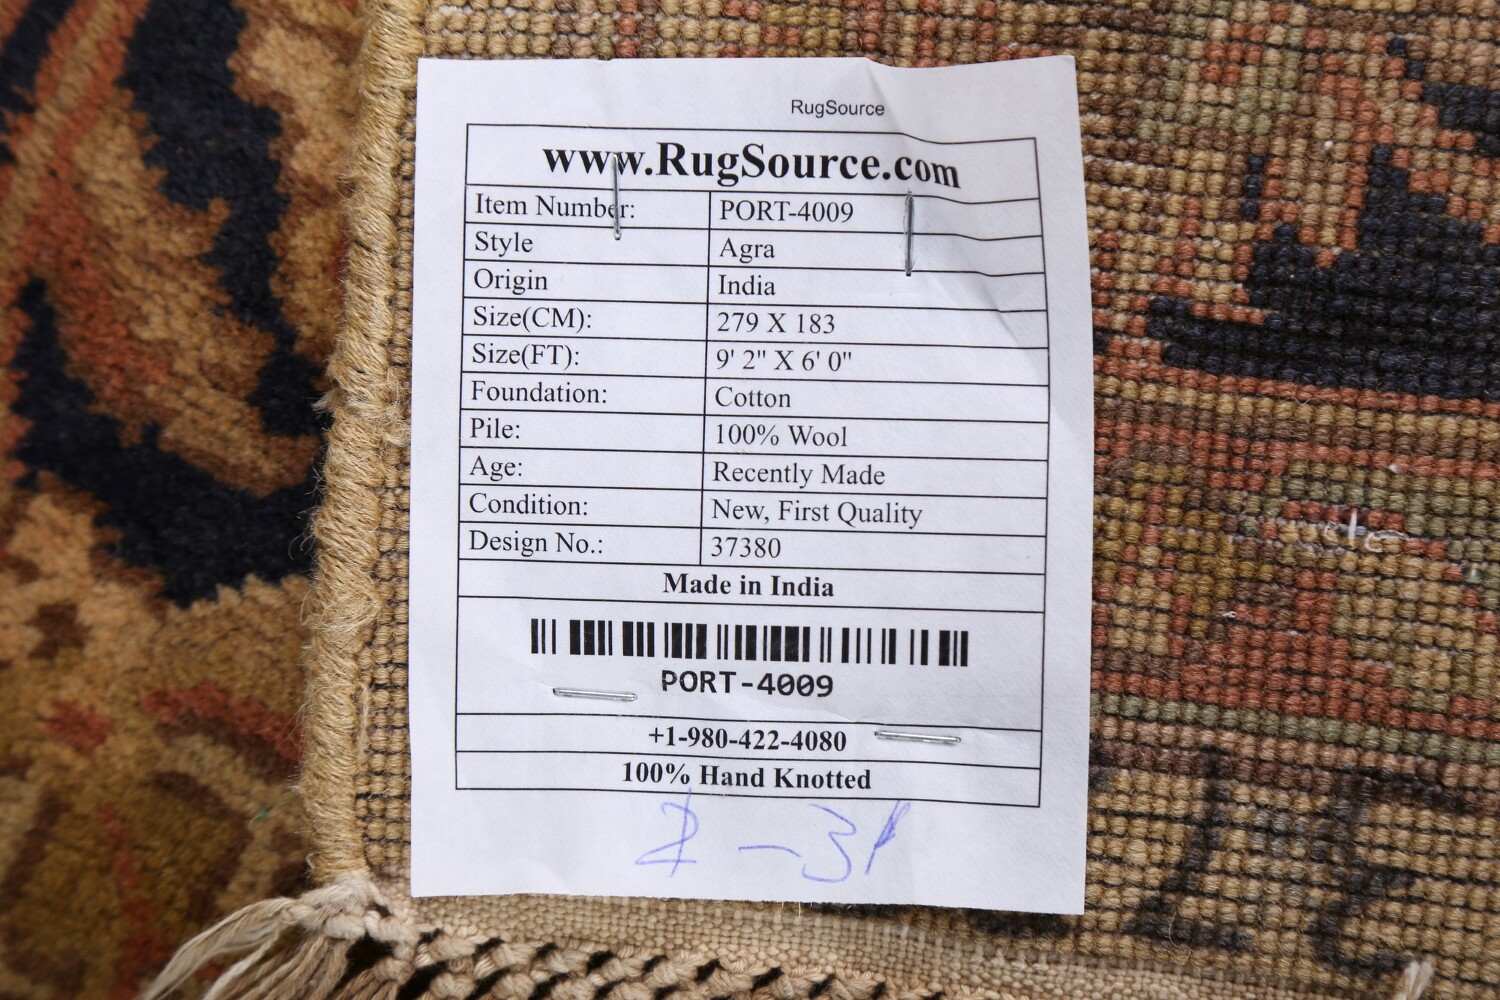 RugSource
www.RugSource.com
Item Number: PORT-4009
Style Agra
Origin India
Size(CM): 279 X 183
Size(FT): 9' 2" X 6' 0"
Foundation: Cotton
Pile: 100% Wool
Age: Recently Made
Condition: New, First Quality
Design No.: 37380
Made in India
PORT-4009
+1-980-422-4080
100% Hand Knotted